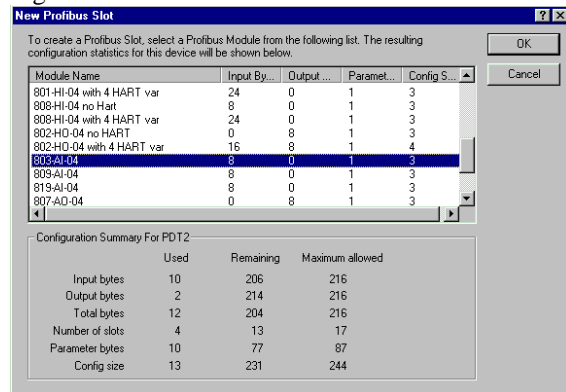 New Profibus Slot
To create a Profibus Slot, select a Profibus Module from the following list. The resulting
configuration statistics for this device will be shown below.
OK
Cancel
Module Name Input By... Output ... Paramet... Config S...
801-HI-04 with 4 HART var 24 0 1 3
808-HI-04 no Hart 8 0 1 3
808-HI-04 with 4 HART var 24 0 1 3
802-HO-04 no HART 0 8 1 3
802-HO-04 with 4 HART var 16 8 1 4
803-AI-04 8 0 1 3
809-AI-04 8 0 1 3
819-AI-04 8 0 1 3
807-AO-04 0 8 1 3
Configuration Summary For PDT2
Used Remaining Maximum allowed
Input bytes 10 206 216
Output bytes 2 214 216
Total bytes 12 204 216
Number of slots 4 13 17
Parameter bytes 10 77 87
Config size 13 231 244